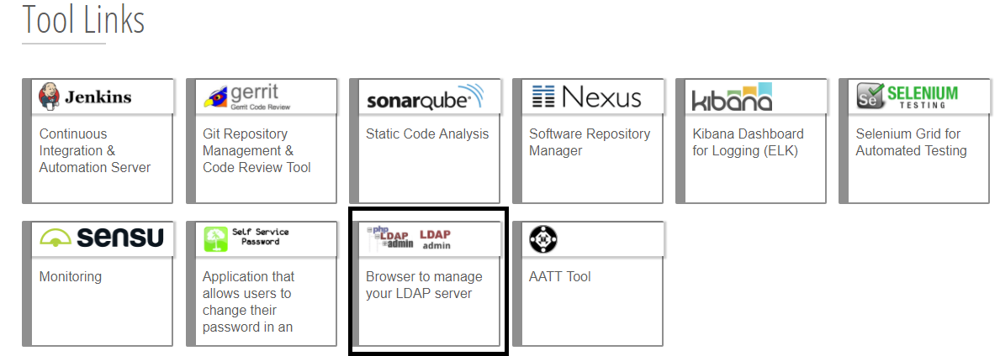 Tool Links
Jenkins
Continuous
Integration &
Automation Server
gerrit
Gerrit Code Review
Git Repository
Management &
Code Review Tool
sonarqube
Static Code Analysis
Nexus
Software Repository
Manager
kibana
Kibana Dashboard
for Logging (ELK)
Se
SELENIUM
TESTING
Selenium Grid for
Automated Testing
sensu
Monitoring
Self Service
Password
Application that
allows users to
change their
password in an
php
LDAP
admin
LDAP
admin
Browser to manage
your LDAP server
AATT Tool